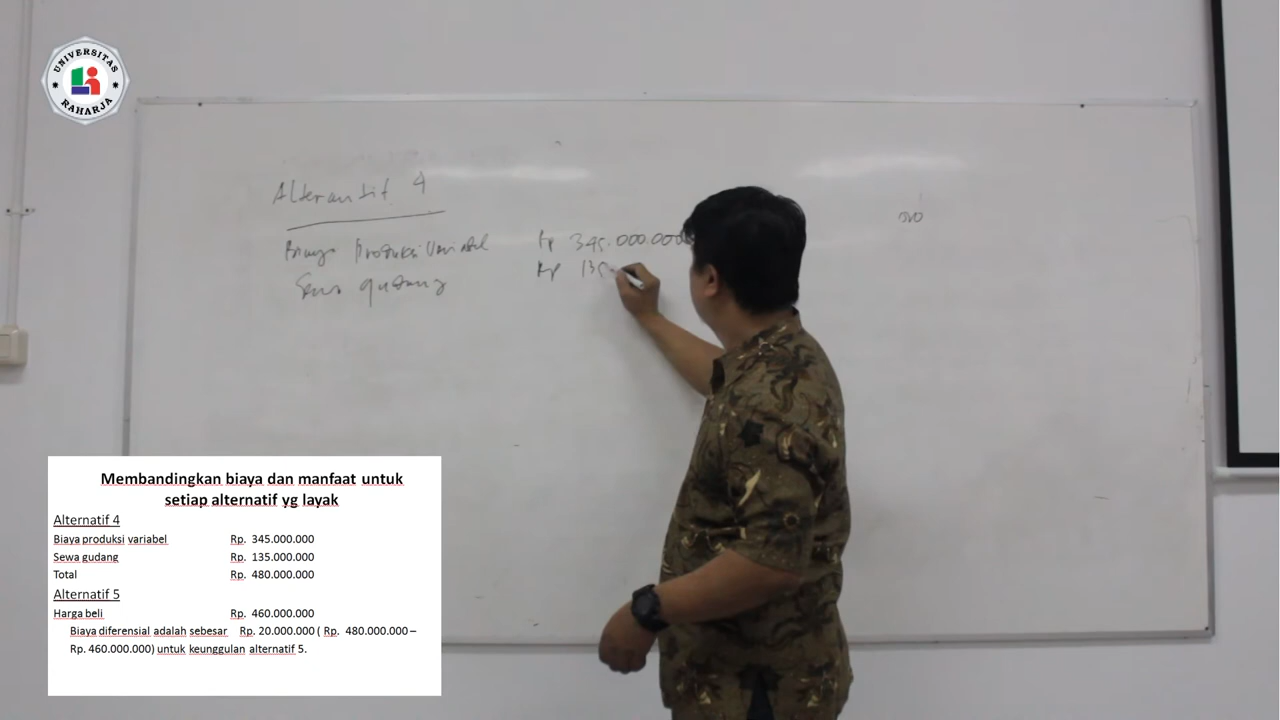 UNIVERSITAS
RAHARJA
Alternatif 4
Biaya produksi variabel Rp 345.000.000
Sewa gudang Rp 135
Membandingkan biaya dan manfaat untuk
setiap alternatif yg layak
Alternatif 4
Biaya produksi variabel Rp. 345.000.000
Sewa gudang Rp. 135.000.000
Total Rp. 480.000.000
Alternatif 5
Harga beli Rp. 460.000.000
Biaya diferensial adalah sebesar Rp. 20.000.000 ( Rp. 480.000.000 –
Rp. 460.000.000) untuk keunggulan alternatif 5.